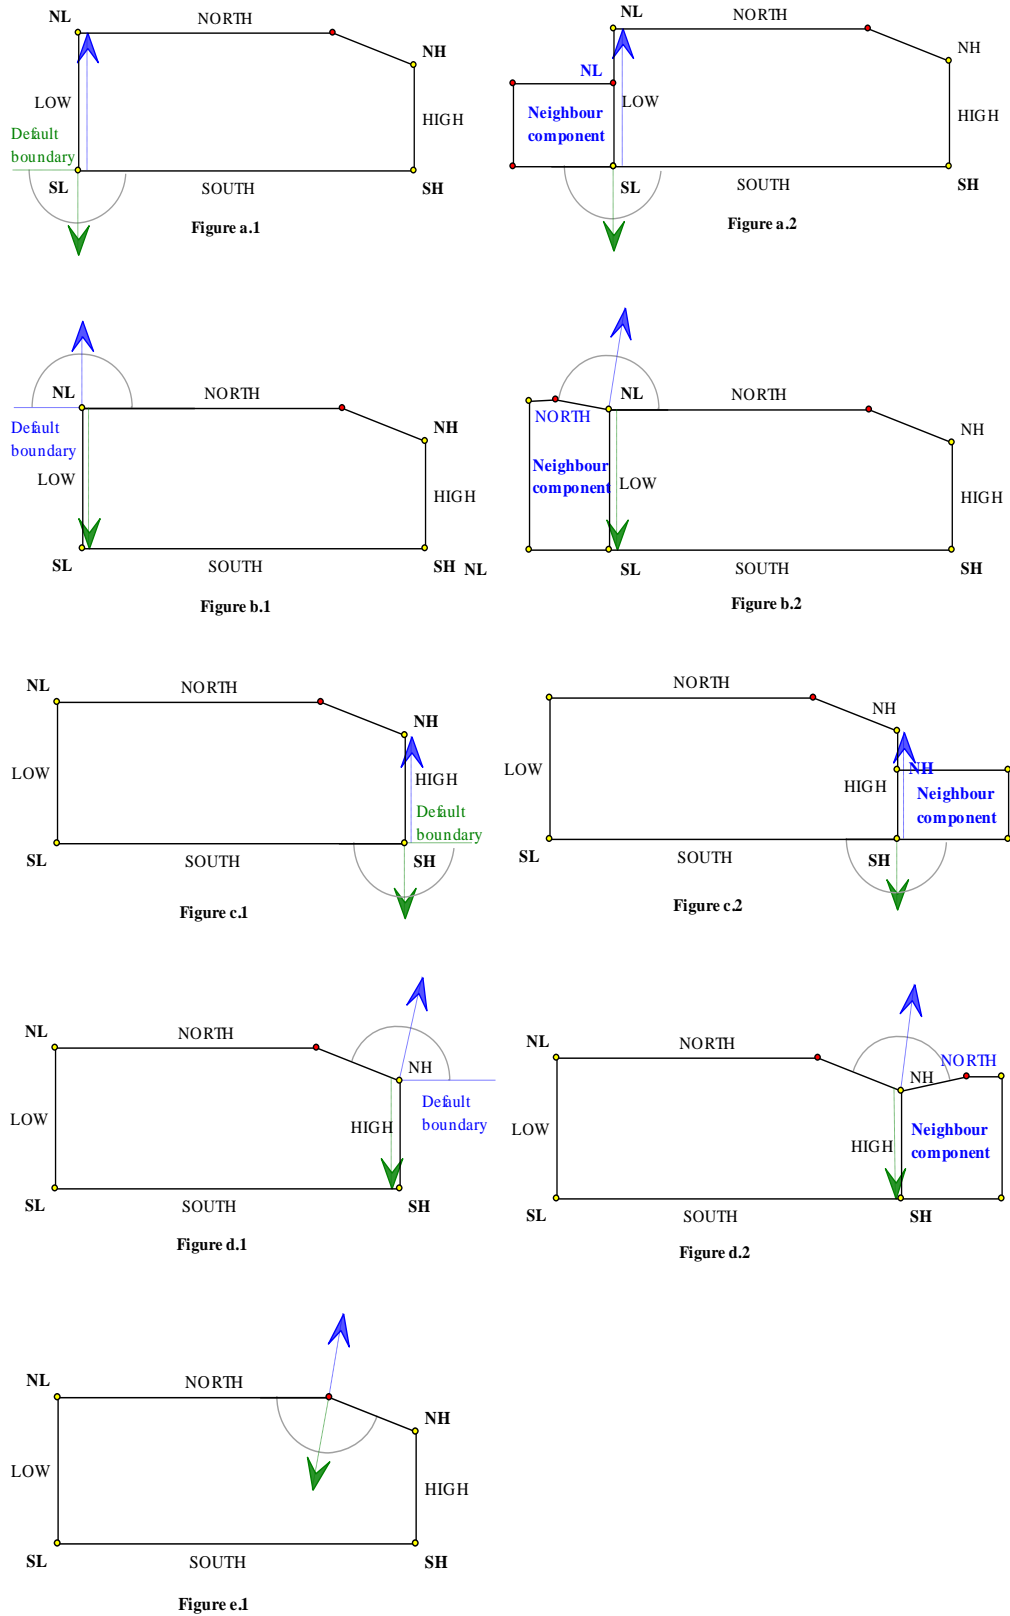 NL
NORTH
NH
LOW
HIGH
Default
boundary
SL
SOUTH
SH
Figure a.1
NL
NORTH
NH
NL
LOW
Neighbour
component
HIGH
SL
SOUTH
SH
Figure a.2
NL
NORTH
Default
boundary
NH
LOW
HIGH
SL
SOUTH
SH
NL
Figure b.1
NL
NORTH
NORTH
NH
Neighbour
component
LOW
HIGH
SL
SOUTH
SH
Figure b.2
NL
NORTH
NH
LOW
HIGH
Default
boundary
SL
SOUTH
SH
Figure c.1
NORTH
NH
LOW
NH
HIGH
Neighbour
component
SL
SOUTH
SH
Figure c.2
NL
NORTH
NH
Default
boundary
LOW
HIGH
SL
SOUTH
SH
Figure d.1
NL
NORTH
NORTH
NH
LOW
Neighbour
component
HIGH
SL
SOUTH
SH
Figure d.2
NL
NORTH
NH
LOW
HIGH
SL
SOUTH
SH
Figure e.1